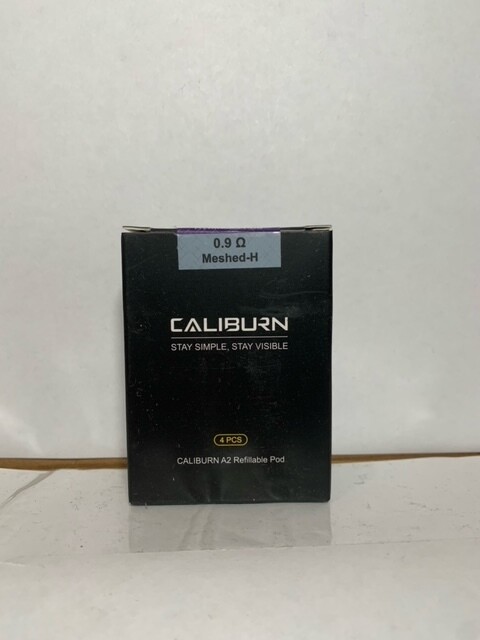 0.9 Ω
Meshed-H
CALIBURN
STAY SIMPLE, STAY VISIBLE
4 PCS
CALIBURN A2 Refillable Pod